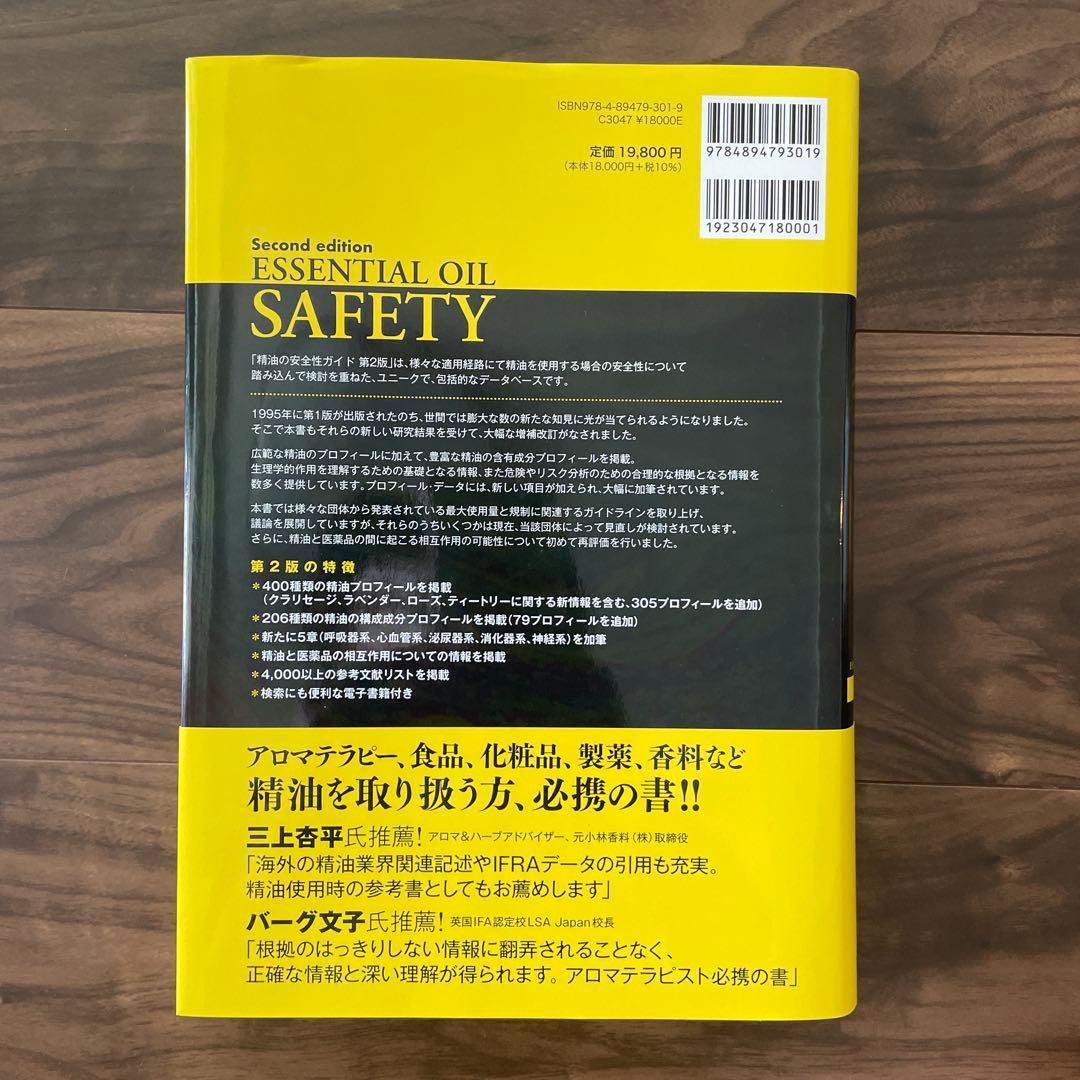 ISBN978-4-89479-301-9
C3047 ¥18000E
定価 19,800 円
(本体18,000円+税10%)
9784894793019
1923047180001
Second edition
ESSENTIAL OIL
SAFETY
「精油の安全性ガイド 第2版」は、様々な適用経路にて精油を使用する場合の安全性について
踏み込んで検討を重ねた、ユニークで、包括的なデータベースです。
1995年に第1版が出版されたのち、世間では膨大な数の新たな知見に光が当てられるようになりました。
そこで本書もそれらの新しい研究結果を受けて、大幅な増補改訂がなされました。
広範な精油のプロフィールに加えて、豊富な精油の含有成分プロフィールを掲載。
生理学的作用を理解するための基礎となる情報、また危険やリスク分析のための合理的な根拠となる情報を
数多く提供しています。プロフィール・データには、新しい項目が加えられ、大幅に加筆されています。
本書では様々な団体から発表されている最大使用量と規制に関連するガイドラインを取り上げ、
議論を展開していますが、それらのうちいくつかは現在、当該団体によって見直しが検討されています。
さらに、精油と医薬品の間に起こる相互作用の可能性について初めて再評価を行いました。
第2版の特徴
*400種類の精油プロフィールを掲載
(クラリセージ、ラベンダー、ローズ、ティートリーに関する新情報を含む、305プロフィールを追加)
*206種類の精油の構成成分プロフィールを掲載(79プロフィールを追加)
*新たに5章(呼吸器系、心血管系、泌尿器系、消化器系、神経系)を加筆
*精油と医薬品の相互作用についての情報を掲載
*4,000以上の参考文献リストを掲載
*検索にも便利な電子書籍付き
アロマテラピー、食品、化粧品、製薬、香料など
精油を取り扱う方、必携の書!!
三上杏平氏推薦! アロマ&ハーブアドバイザー、元小林香料(株)取締役
「海外の精油業界関連記述やIFRAデータの引用も充実。
精油使用時の参考書としてもお薦めします」
バーグ文子氏推薦! 英国IFA認定校LSA Japan校長
「根拠のはっきりしない情報に翻弄されることなく、
正確な情報と深い理解が得られます。アロマテラピスト必携の書」